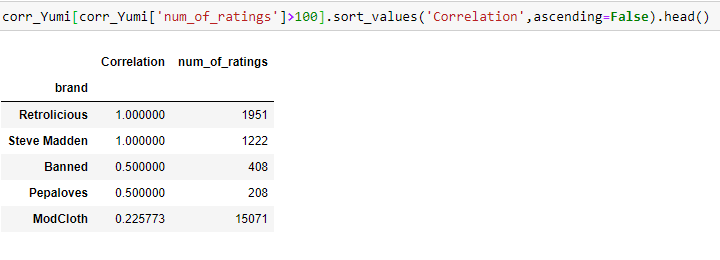 corr_Yumi[corr_Yumi['num_of_ratings']>100].sort_values('Correlation',ascending=False).head()
Correlation num_of_ratings
brand
Retrolicious 1.000000 1951
Steve Madden 1.000000 1222
Banned 0.500000 408
Pepaloves 0.500000 208
ModCloth 0.225773 15071